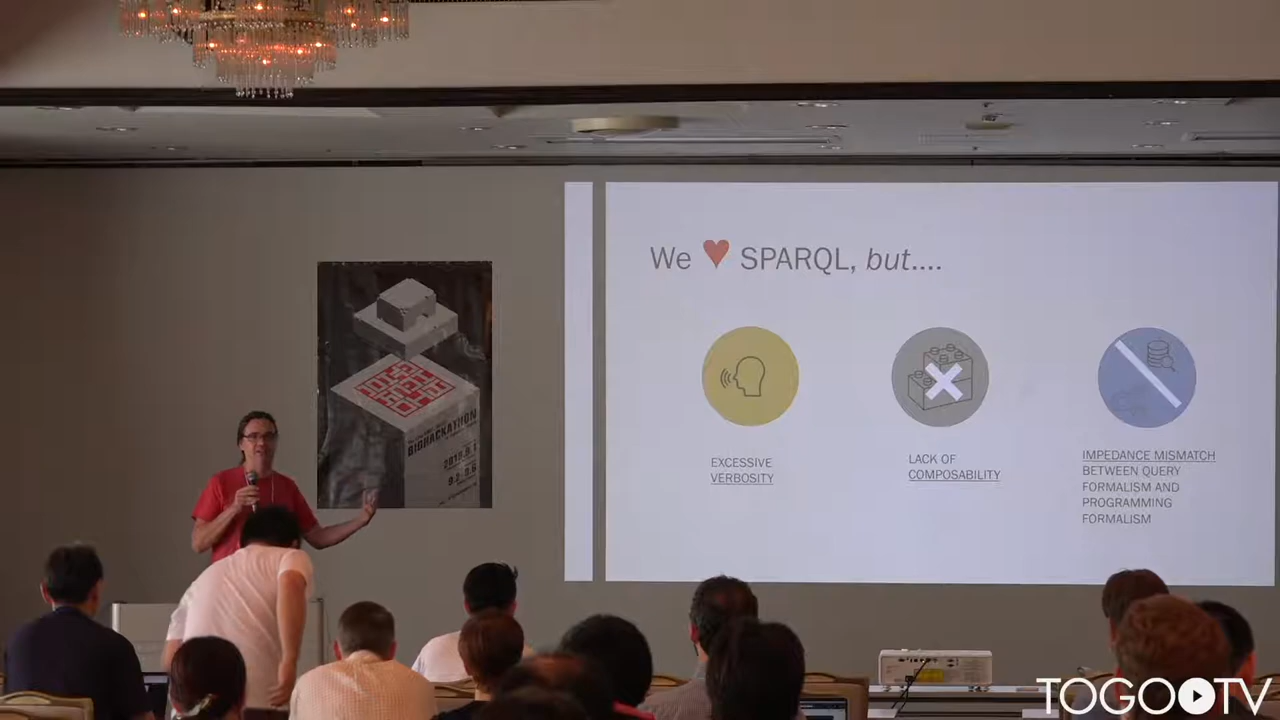 We ♥ SPARQL, but....
EXCESSIVE
VERBOSITY
LACK OF
COMPOSABILITY
IMPEDANCE MISMATCH
BETWEEN QUERY
FORMALISM AND
PROGRAMMING
FORMALISM
BIOHACKATHON
TOGO TV